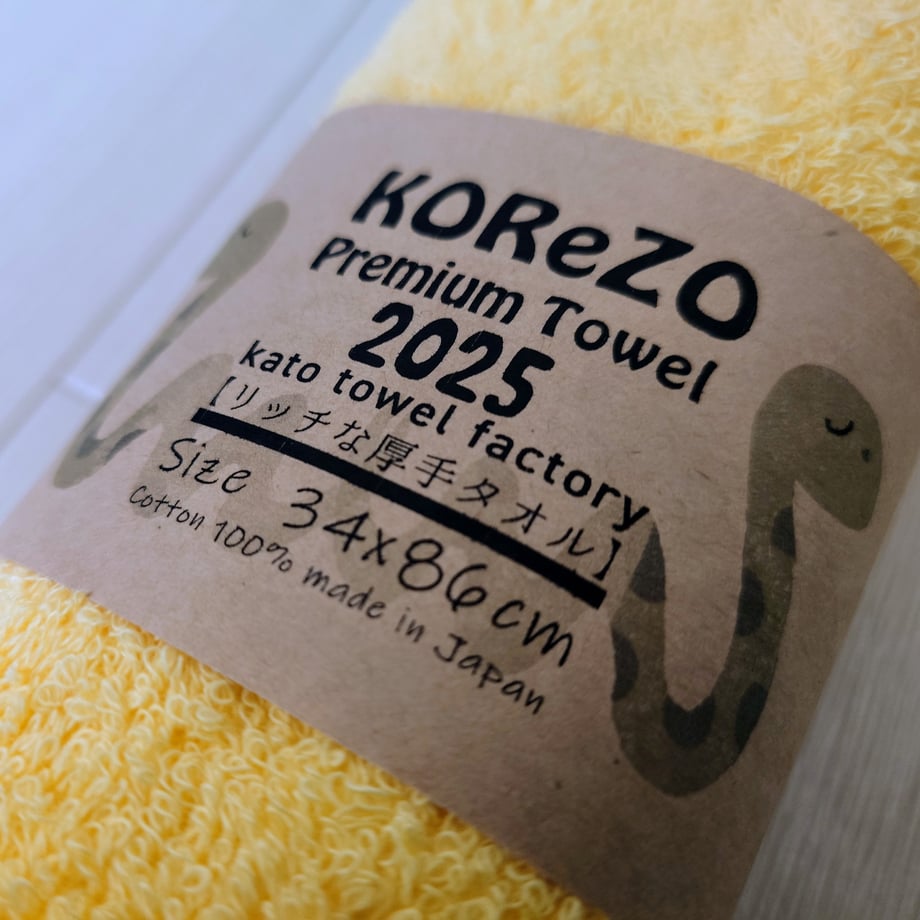 KOReZO
Premium Towel
2025
kato towel factory
【リッチな厚手タオル】
Size 34x86cm
Cotton 100% made in Japan